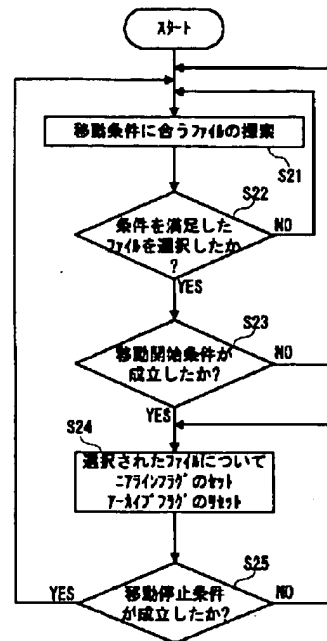 スタート
移動条件に合うファイルの探索
S21
S22
条件を満足した
ファイルを選択したか
?
NO
YES
S23
移動開始条件が
成立したか?
NO
YES
S24
選択されたファイルについて
ニアラインフラグのセット
アーカイブフラグのリセット
S25
YES
移動停止条件
が成立したか?
NO